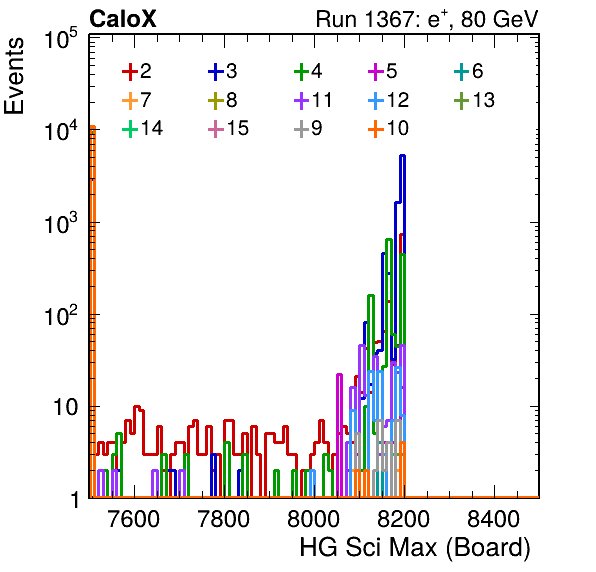 CaloX Run 1367: e⁺, 80 GeV
Events
10⁵
2 3 4 5 6
7 8 11 12 13
14 15 9 10
10⁴
10³
10²
10
1
7600 7800 8000 8200 8400
HG Sci Max (Board)